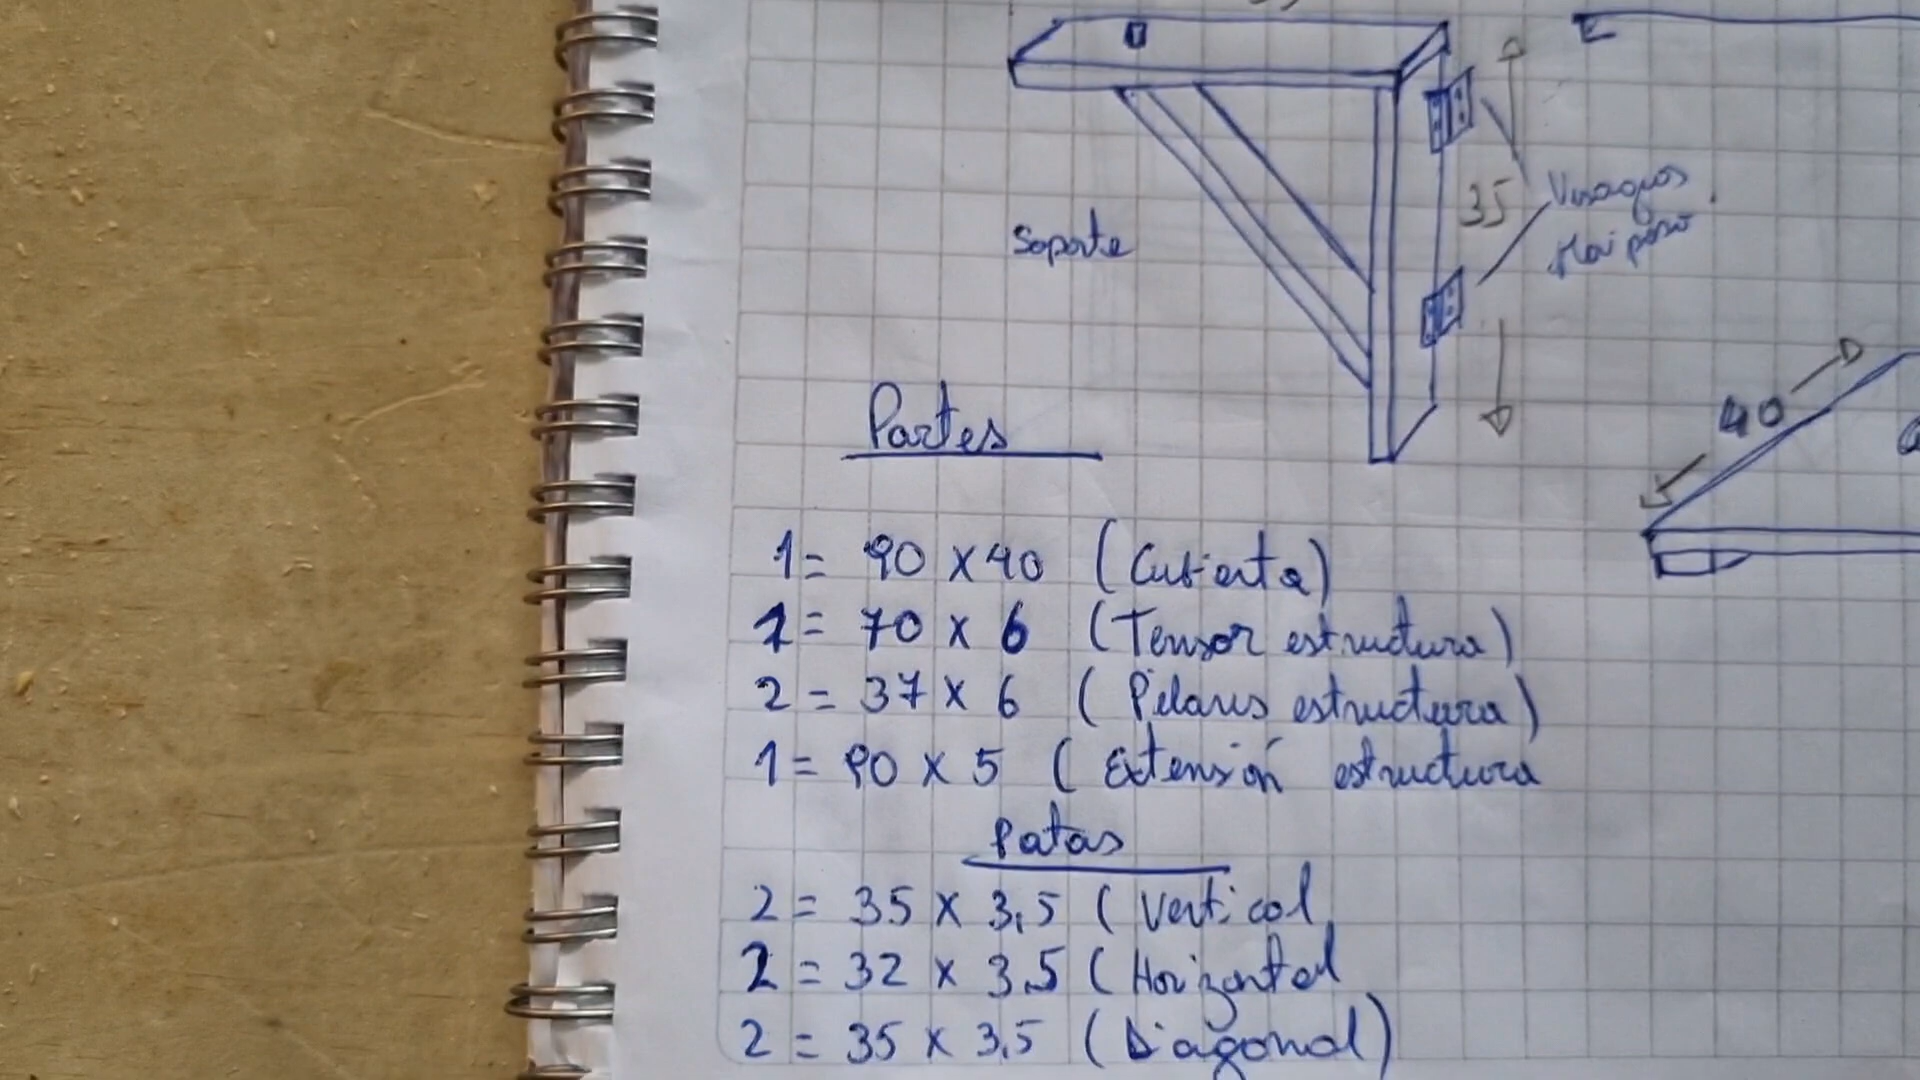 35
Visagras
Mariposa
Soporte
40
Partes
1= 90 x 40 (Cubierta)
1= 70 x 6 (Tensor estructura)
2 = 37 x 6 (Pilares estructura)
1= 90 x 5 (Extensión estructura
Patas
2= 35 x 3,5 (Vertical
2= 32 x 3,5 (Horizontal
2 = 35 x 3,5 (Diagonal)